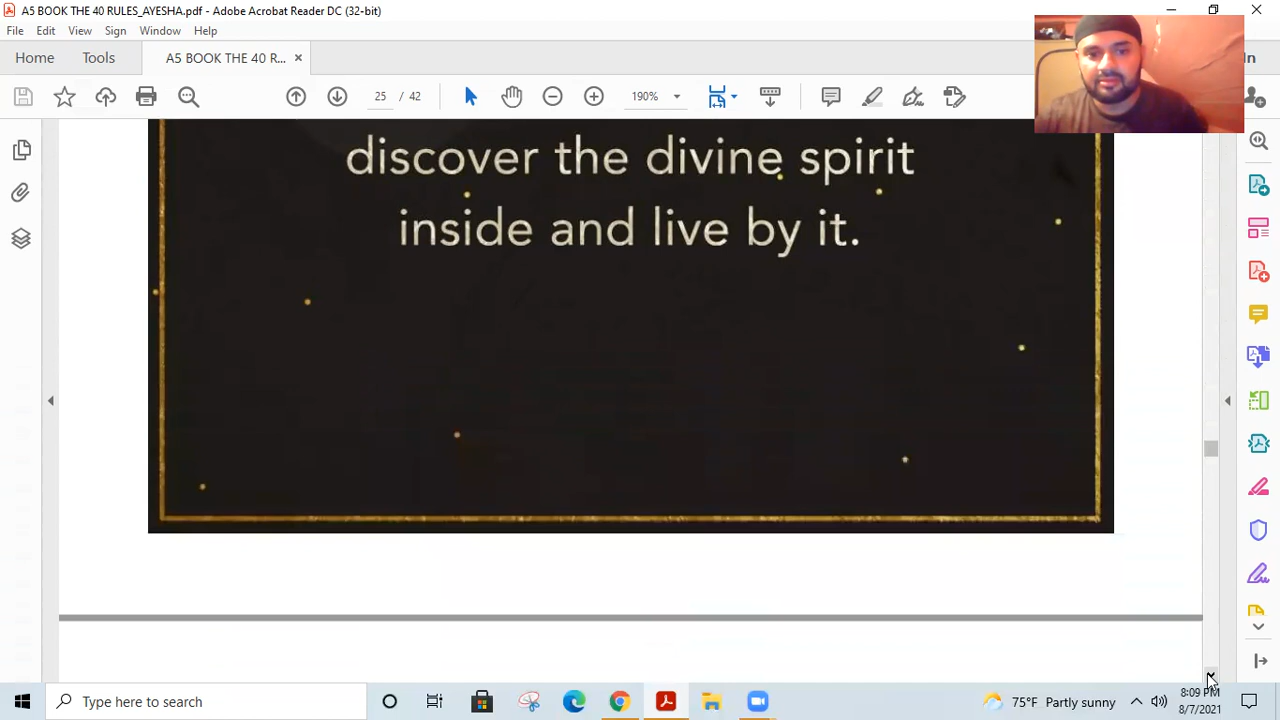 A5 BOOK THE 40 RULES_AYESHA.pdf - Adobe Acrobat Reader DC (32-bit)
File Edit View Sign Window Help
Home Tools A5 BOOK THE 40 R... In
25 / 42 190%
discover the divine spirit
inside and live by it.
Type here to search
75°F Partly sunny
8:09 PM
8/7/2021